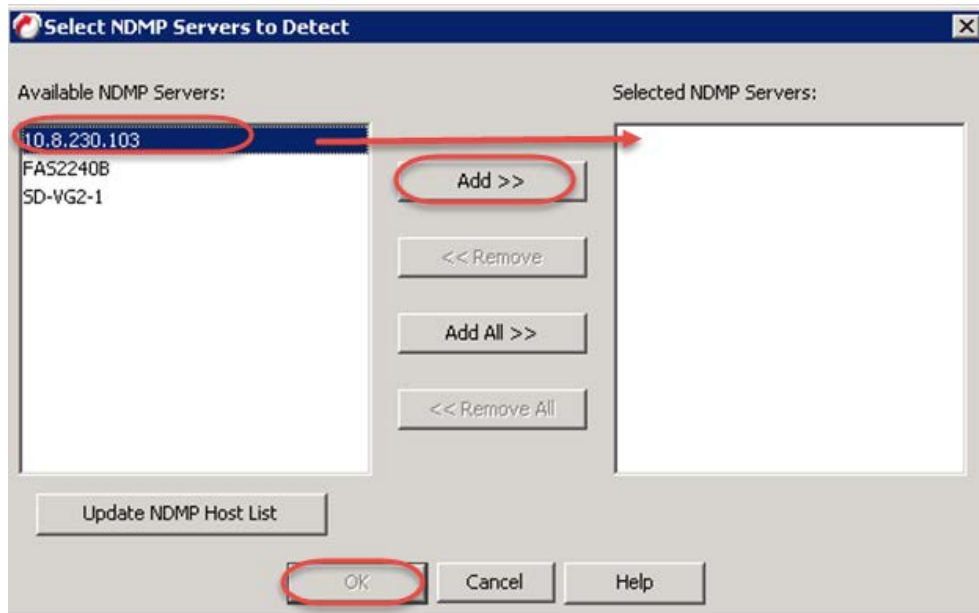 Select NDMP Servers to Detect
Available NDMP Servers:
Selected NDMP Servers:
10.8.230.103
FAS2240B
SD-VG2-1
Add >>
<< Remove
Add All >>
<< Remove All
Update NDMP Host List
OK
Cancel
Help